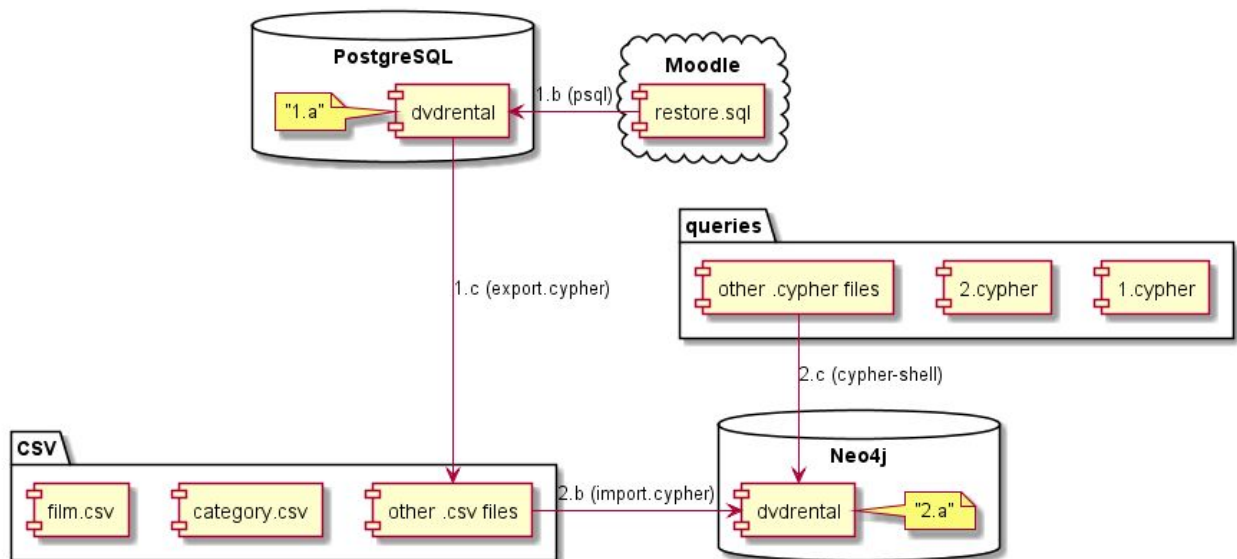 PostgreSQL
"1.a"
dvdrental
1.b (psql)
Moodle
restore.sql
queries
other .cypher files
2.cypher
1.cypher
1.c (export.cypher)
2.c (cypher-shell)
CSV
film.csv
category.csv
other .csv files
2.b (import.cypher)
Neo4j
dvdrental
"2.a"